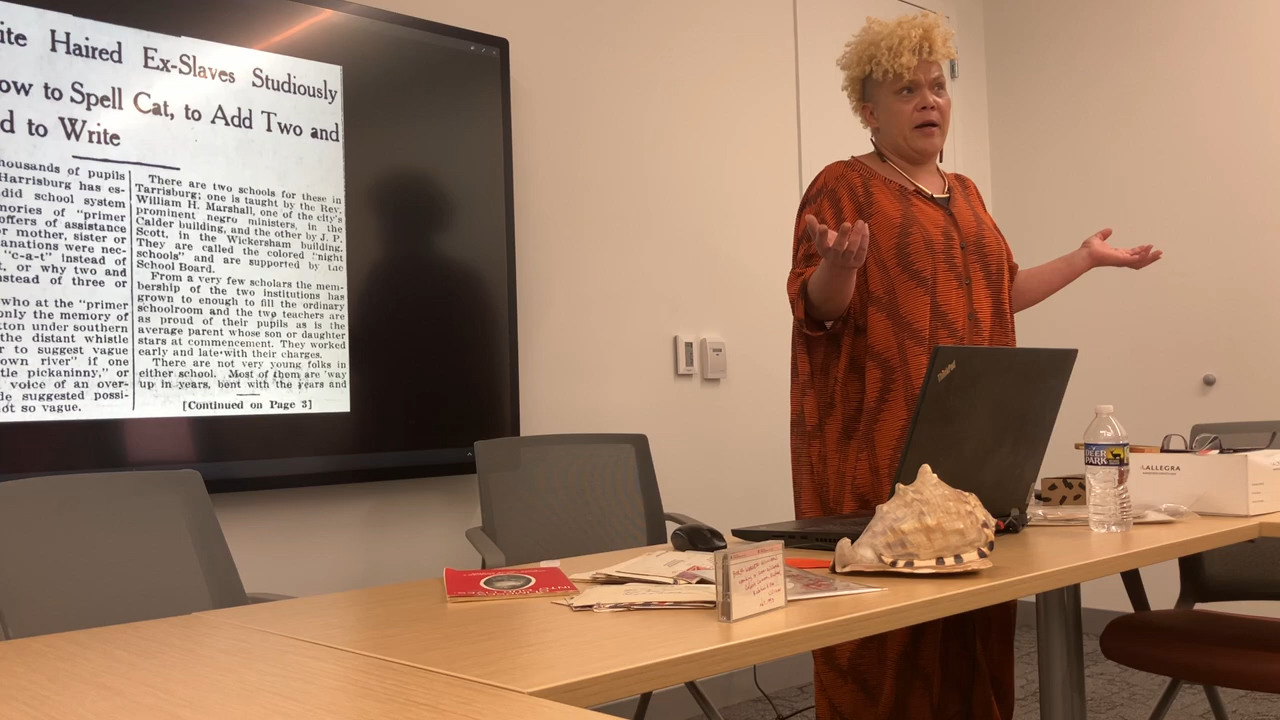 ite Haired Ex-Slaves Studiously
ow to Spell Cat, to Add Two and
d to Write
housands of pupils
Harrisburg has es-
did school system
mories of "primer
offers of assistance
or mother, sister or
anations were nec-
"c-a-t" instead of
t, or why two and
nstead of three or
who at the "primer
only the memory of
kton under southern
the distant whistle
r to suggest vague
own river" if one
tle pickaninny," or
voice of an over-
de suggested possi-
ot so vague.
There are two schools for these in
Tarrisburg; one is taught by the Rev.
William H. Marshall, one of the city's
prominent negro ministers, in the
Calder building, and the other by J. P.
Scott, in the Wickersham building.
They are called the colored "night
schools" and are supported by tae
School Board.
From a very few scholars the mem-
bership of the two institutions has
grown to enough to fill the ordinary
schoolroom and the two teachers are
as proud of their pupils as is the
average parent whose son or daughter
stars at commencement. They worked
early and late with their charges.
There are not very young folks in
either school. Most of them are 'way
up in years, bent with the years and
[Continued on Page 3]
ThinkPad
DEER
PARK
ALLEGRA